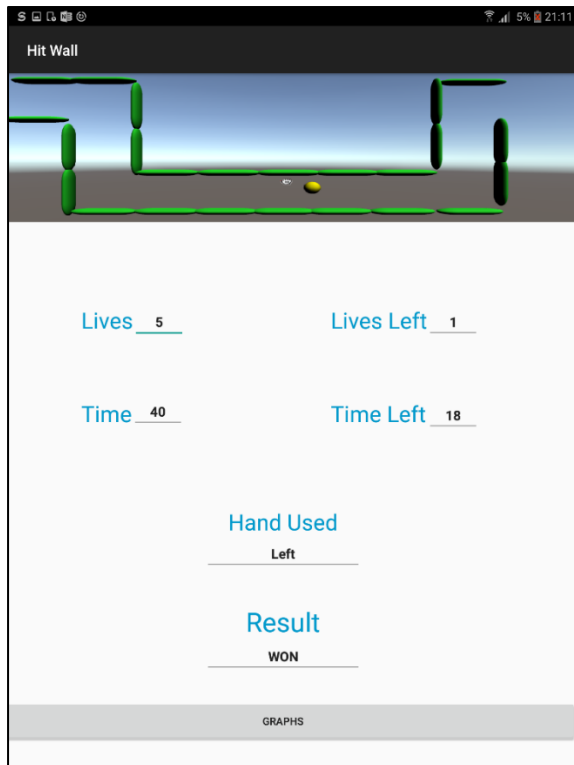 5% 21:11
Hit Wall
Lives 5 Lives Left 1
Time 40 Time Left 18
Hand Used
Left
Result
WON
GRAPHS